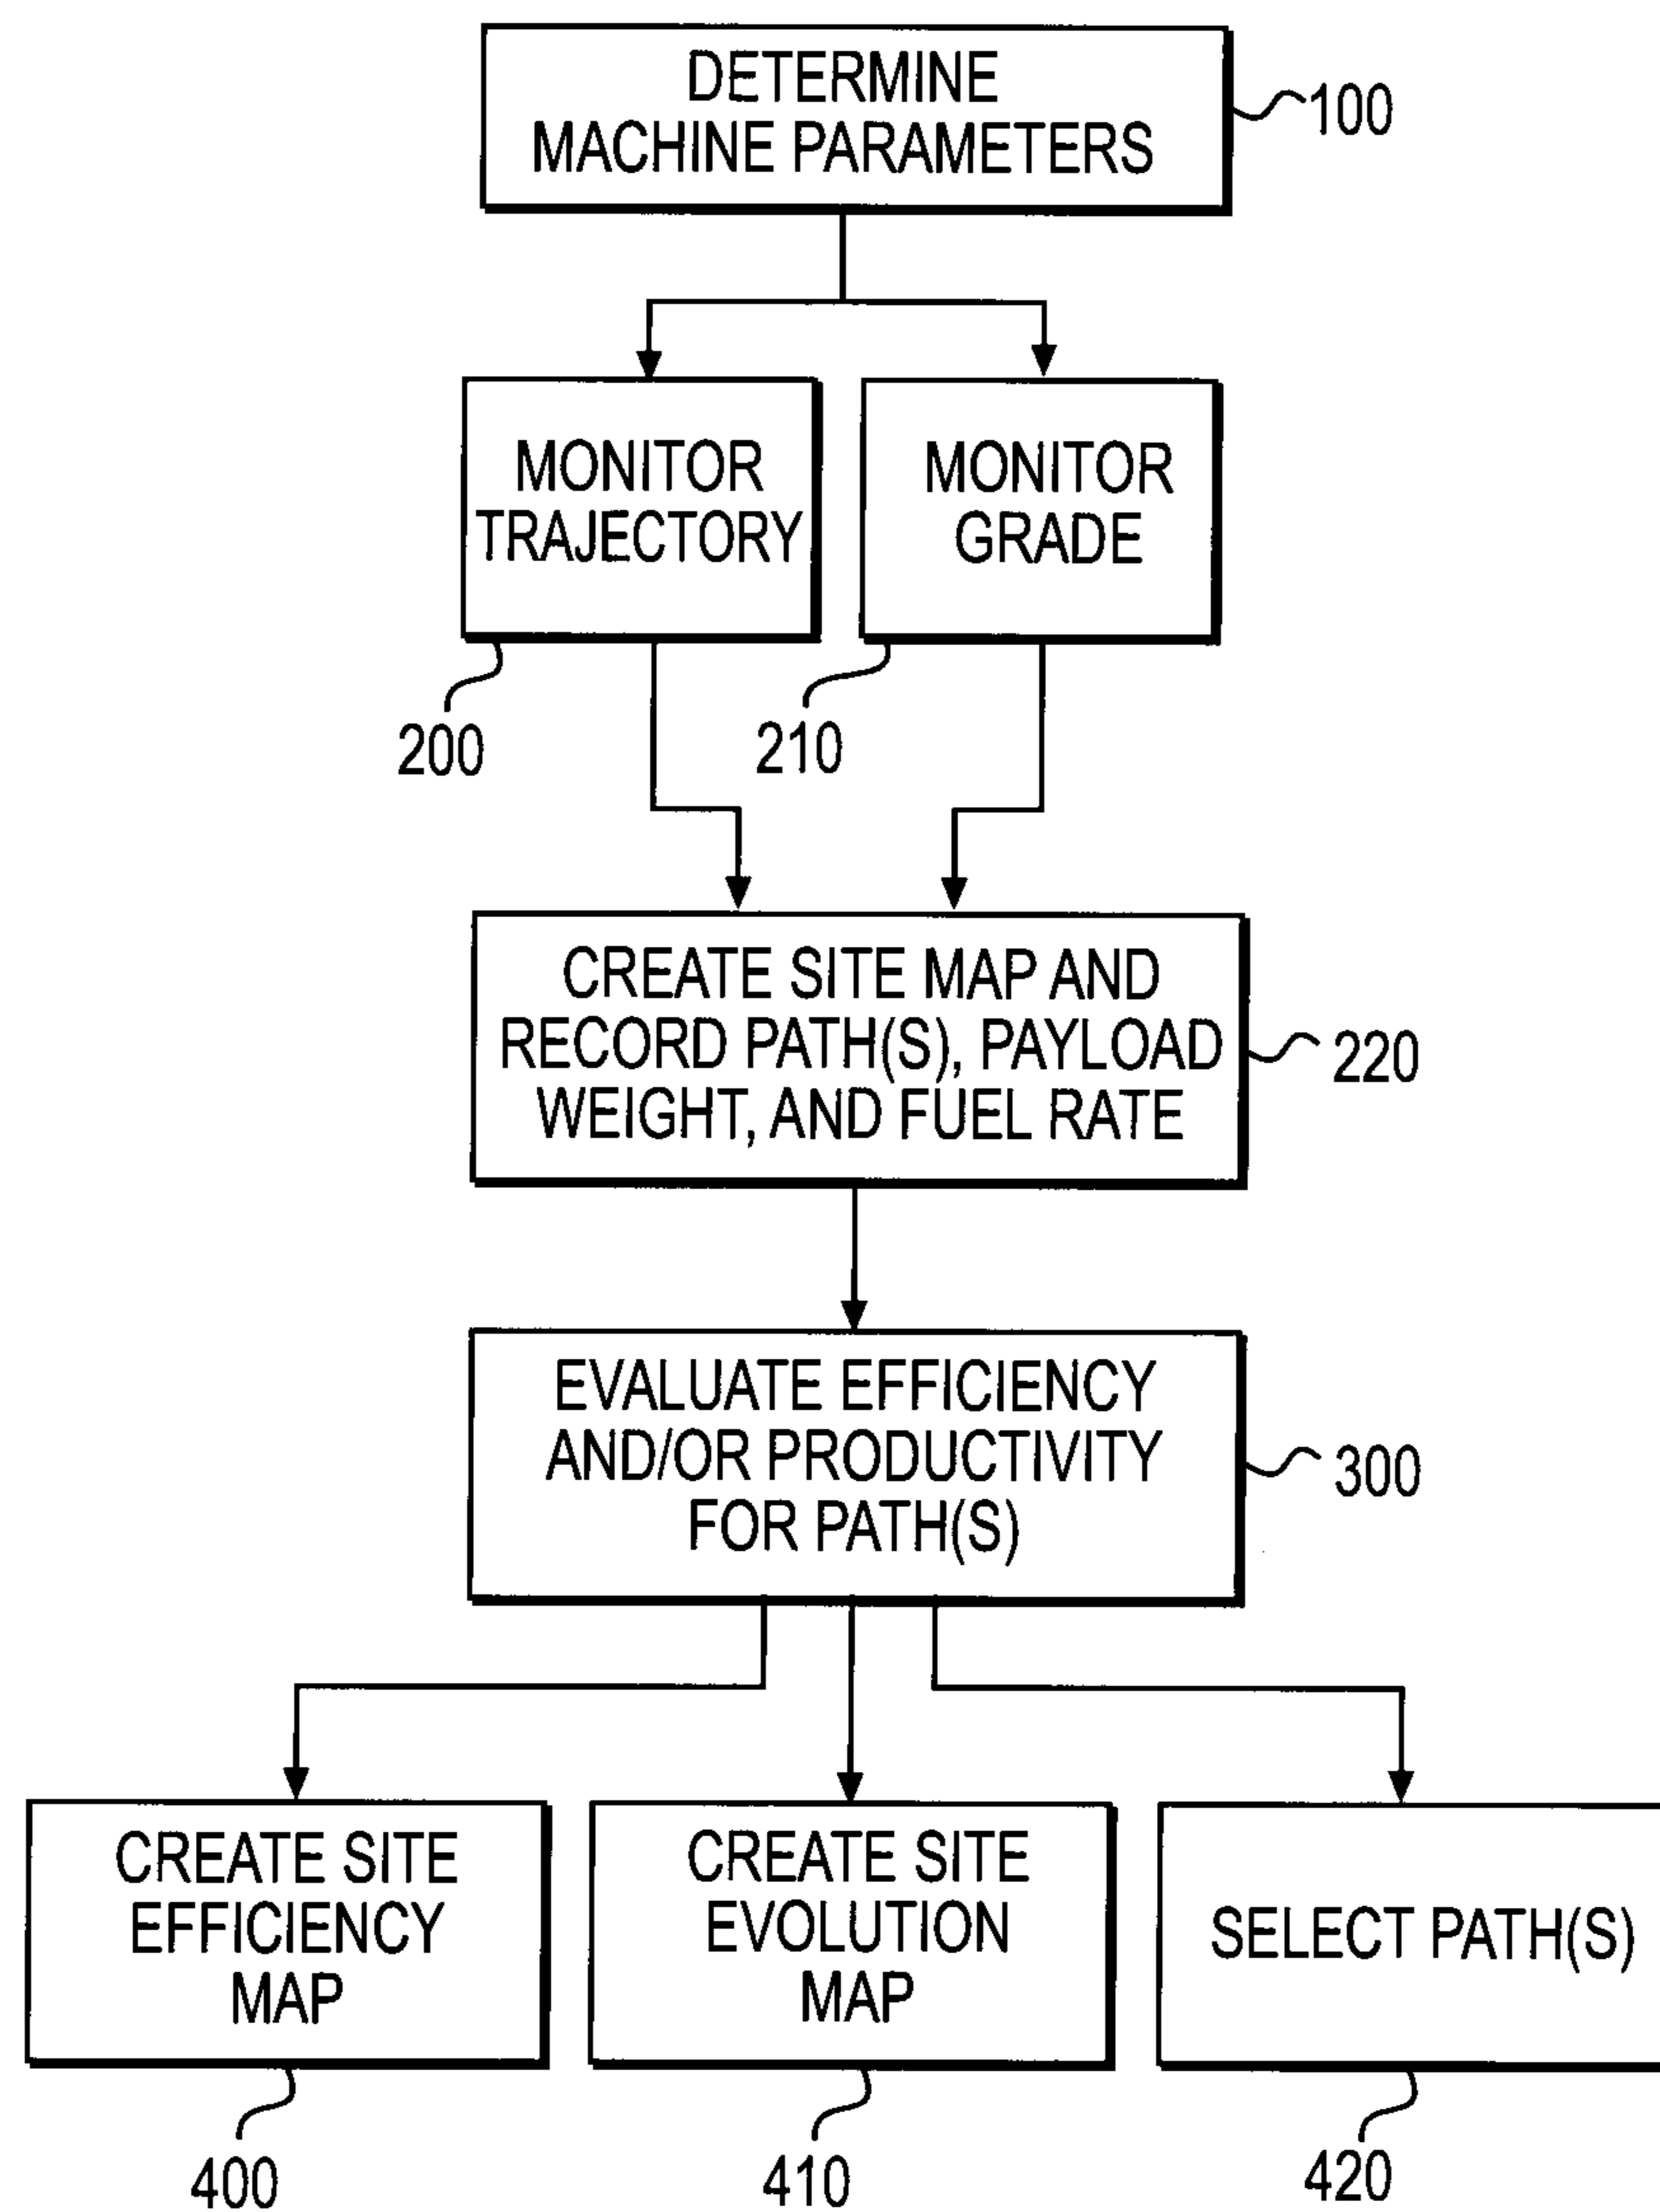 DETERMINE
MACHINE PARAMETERS
100
MONITOR
TRAJECTORY
MONITOR
GRADE
200
210
CREATE SITE MAP AND
RECORD PATH(S), PAYLOAD
WEIGHT, AND FUEL RATE
220
EVALUATE EFFICIENCY
AND/OR PRODUCTIVITY
FOR PATH(S)
300
CREATE SITE
EFFICIENCY
MAP
CREATE SITE
EVOLUTION
MAP
SELECT PATH(S)
400
410
420